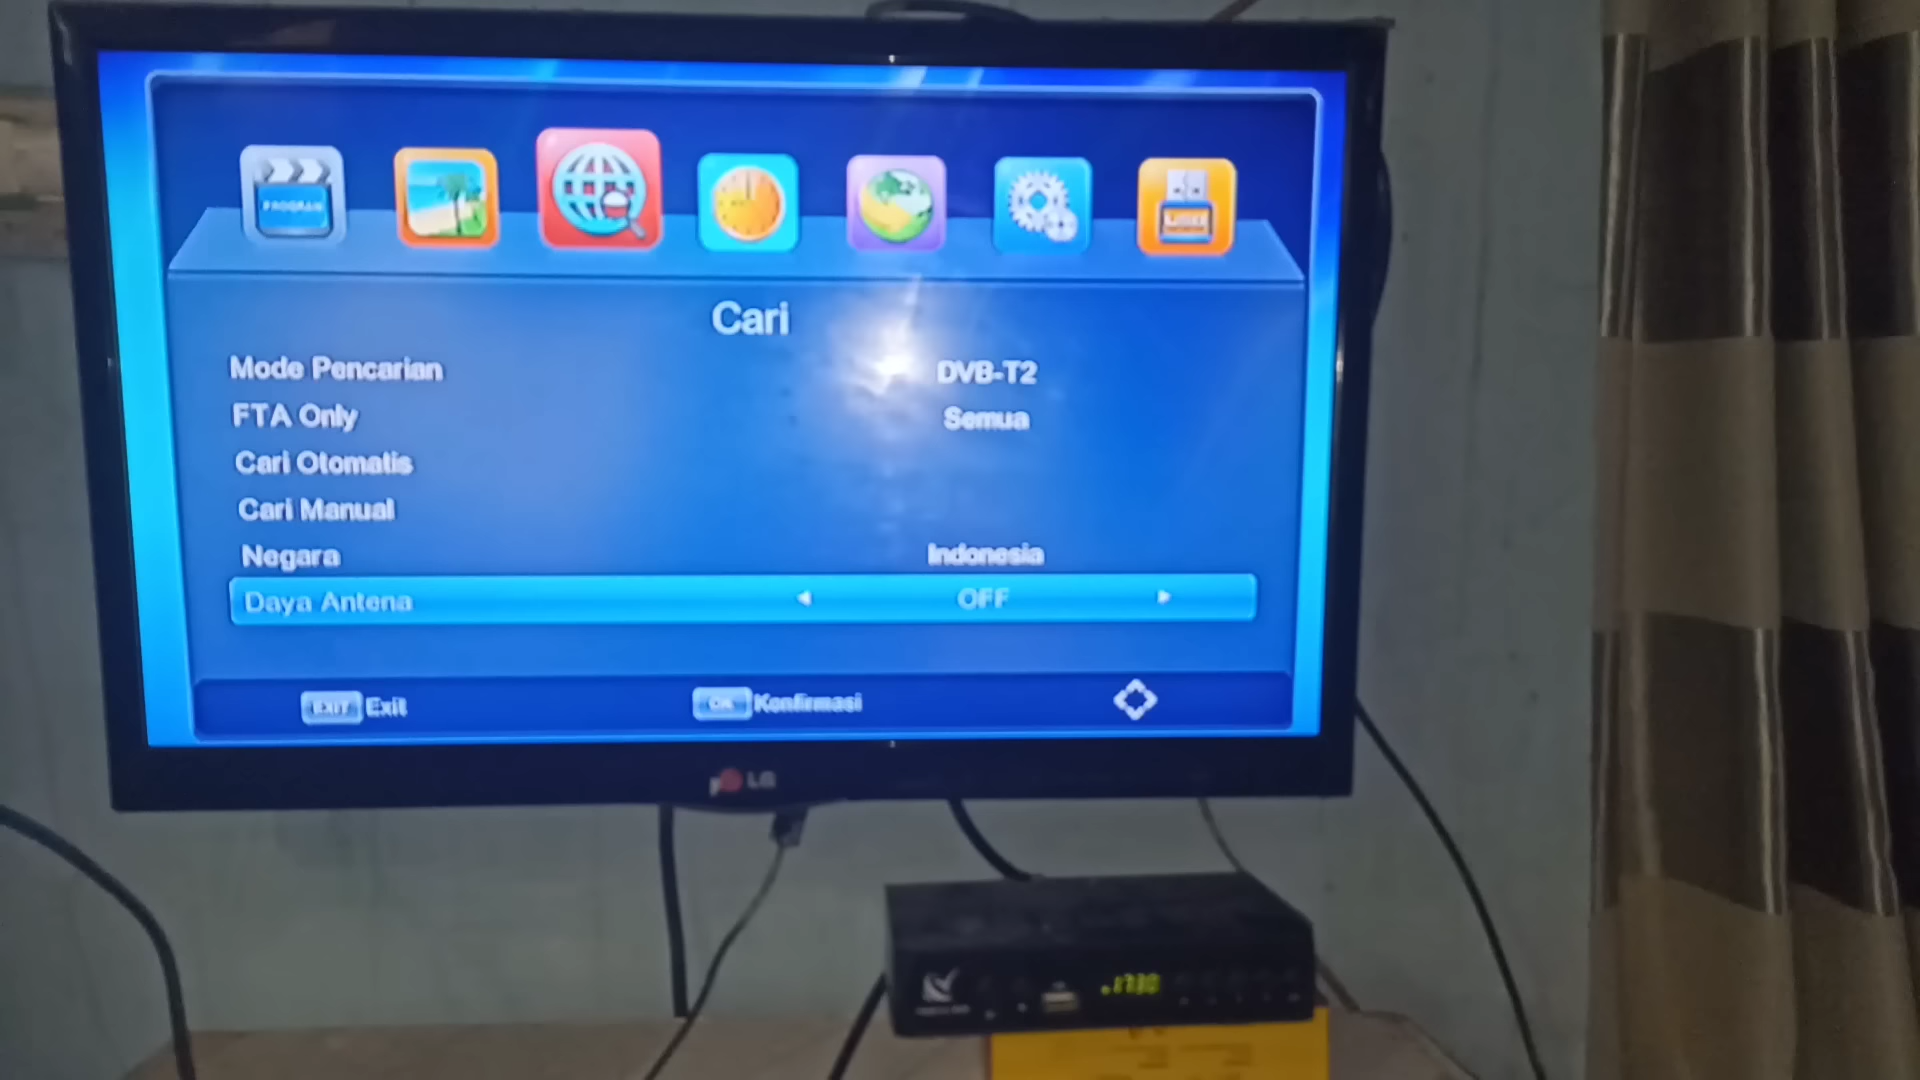 PROGRAM
Cari
Mode Pencarian DVB-T2
FTA Only Semua
Cari Otomatis
Cari Manual
Negara Indonesia
Daya Antena OFF
EXIT Exit OK Konfirmasi
LG
1730